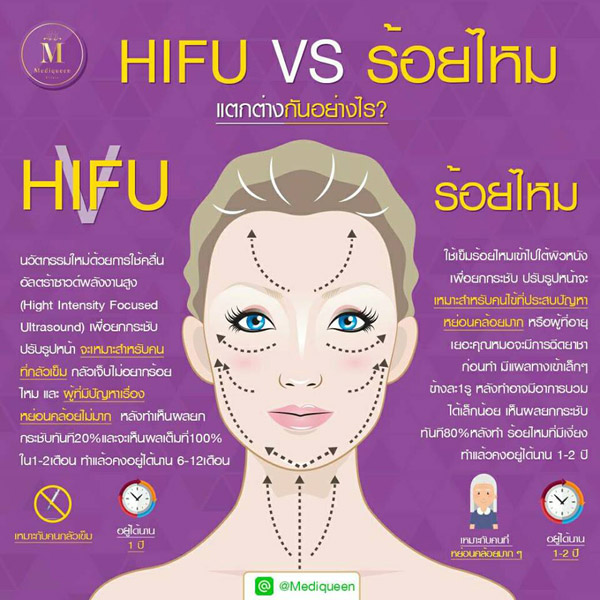 M
Mediqueen
HIFU VS ร้อยไหม
แตกต่างกันอย่างไร?
V
HIFU
นวัตกรรมใหม่ด้วยการใช้คลื่น
อัลตร้าซาวด์พลังงานสูง
(Hight Intensity Focused
Ultrasound) เพื่อยกกระชับ
ปรับรูปหน้า จะเหมาะสำหรับคน
ที่กลัวเข็ม กลัวเจ็บไม่อยากร้อย
ไหม และ ผู้ที่มีปัญหาเรื่อง
หย่อนคล้อยไม่มาก หลังทำเห็นผลยก
กระชับทันที20%และจะเห็นผลเต็มที่100%
ใน1-2เดือน ทำแล้วคงอยู่ได้นาน 6-12เดือน
เหมาะกับคนกลัวเข็ม
อยู่ได้นาน
1 ปี
ร้อยไหม
ใช้เข็มร้อยไหมเข้าไปใต้ผิวหนัง
เพื่อยกกระชับ ปรับรูปหน้าจะ
เหมาะสำหรับคนไข้ที่ประสบปัญหา
หย่อนคล้อยมาก หรือผู้ที่อายุ
เยอะคุณหมอจะมีการฉีดยาชา
ก่อนทำ มีแผลทางเข้าเล็กๆ
ข้างละ1รู หลังทำอาจมีอาการบวม
ได้เล็กน้อย เห็นผลยกกระชับ
ทันที80%หลังทำ ร้อยไหมที่มีเงี่ยง
ทำแล้วคงอยู่ได้นาน 1-2 ปี
เหมาะกับคนที่
หย่อนคล้อยมาก ๆ
อยู่ได้นาน
1-2 ปี
@ @Mediqueen